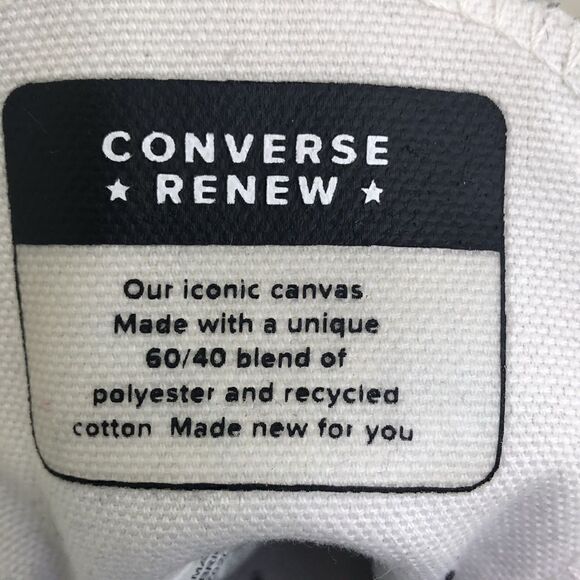 CONVERSE
★ RENEW ★
Our iconic canvas.
Made with a unique
60/40 blend of
polyester and recycled
cotton. Made new for you